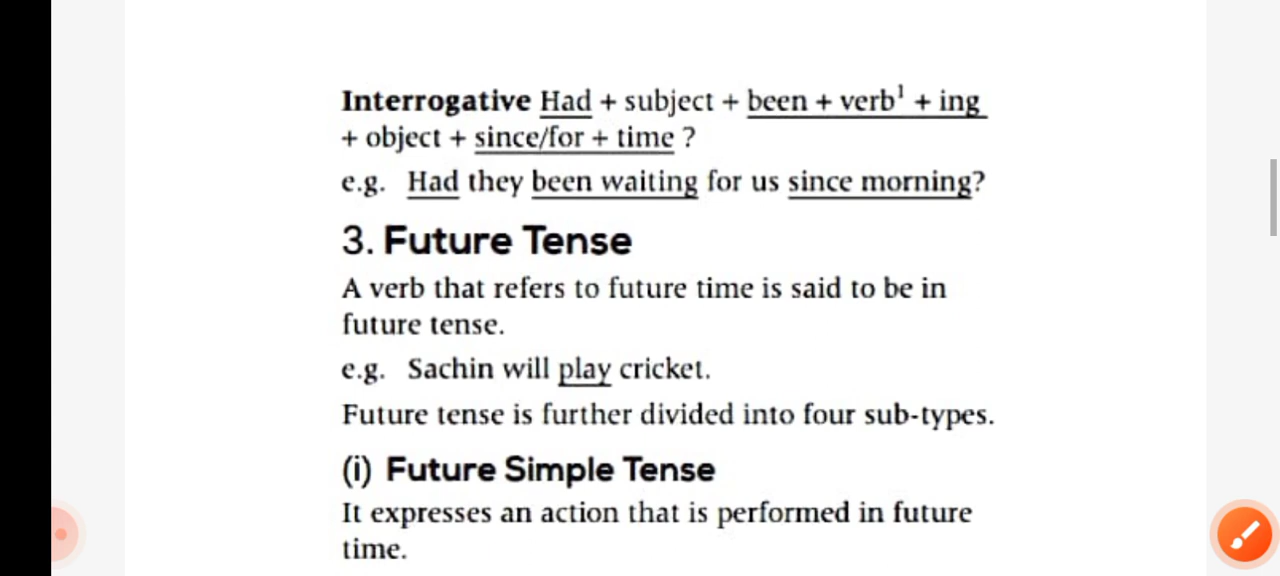 Interrogative Had + subject + been + verb¹ + ing
+ object + since/for + time ?
e.g. Had they been waiting for us since morning?
3. Future Tense
A verb that refers to future time is said to be in
future tense.
e.g. Sachin will play cricket.
Future tense is further divided into four sub-types.
(i) Future Simple Tense
It expresses an action that is performed in future
time.